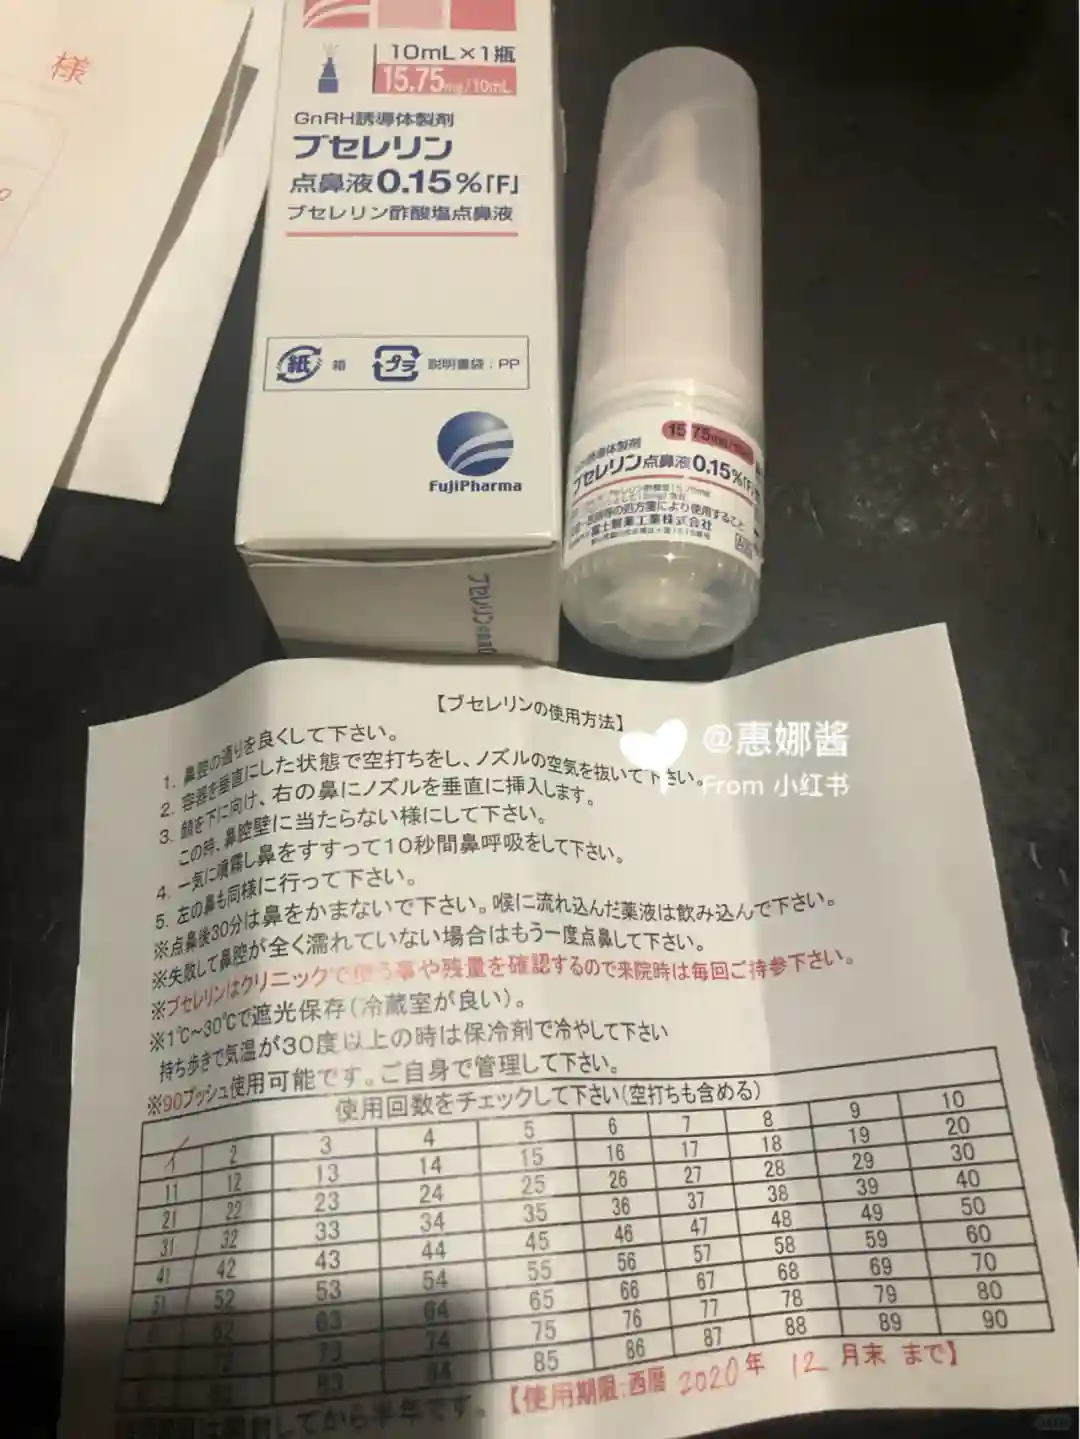 様
10mL×1瓶
15.75mg/10mL
GnRH誘導体製剤
ブセレリン
点鼻液0.15%「F」
ブセレリン酢酸塩点鼻液
紙 箱 プラ 説明書袋:PP
FujiPharma
15.75mg/10mL
ブセレリン点鼻液0.15%「F」
富士製薬工業株式会社
【ブセレリンの使用方法】
1. 鼻腔の通りを良くして下さい。
2. 容器を垂直にした状態で空打ちをし、ノズルの空気を抜いて下さい。
3. 顔を下に向け、右の鼻にノズルを垂直に挿入します。
この時、鼻腔壁に当たらない様にして下さい。
4. 一気に噴霧し鼻をすすって10秒間鼻呼吸をして下さい。
5. 左の鼻も同様に行って下さい。
※点鼻後30分は鼻をかまないで下さい。喉に流れ込んだ薬液は飲み込んで下さい。
※失敗して鼻腔が全く濡れていない場合はもう一度点鼻して下さい。
※ブセレリンはクリニックで使う事や残量を確認するので来院時は毎回ご持参下さい。
※1℃～30℃で遮光保存(冷蔵室が良い)。
持ち歩きで気温が30度以上の時は保冷剤で冷やして下さい
※90プッシュ使用可能です。ご自身で管理して下さい。
使用回数をチェックして下さい(空打ちも含める)
1 2 3 4 5 6 7 8 9 10
11 12 13 14 15 16 17 18 19 20
21 22 23 24 25 26 27 28 29 30
31 32 33 34 35 36 37 38 39 40
41 42 43 44 45 46 47 48 49 50
51 52 53 54 55 56 57 58 59 60
62 63 64 65 66 67 68 69 70
73 74 75 76 77 78 79 80
83 84 85 86 87 88 89 90
してから半年です。【使用期限:西暦 2020年 12月末 まで】
@惠娜酱
From 小红书